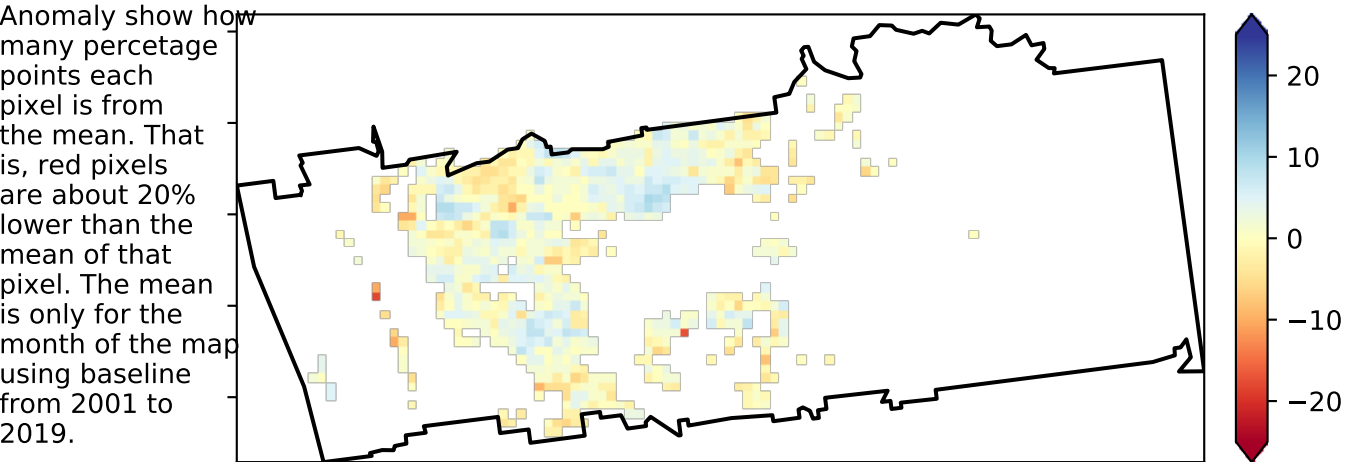 Anomaly show how
many percetage
points each
pixel is from
the mean. That
is, red pixels
are about 20%
lower than the
mean of that
pixel. The mean
is only for the
month of the map
using baseline
from 2001 to
2019.
20
10
0
−10
−20